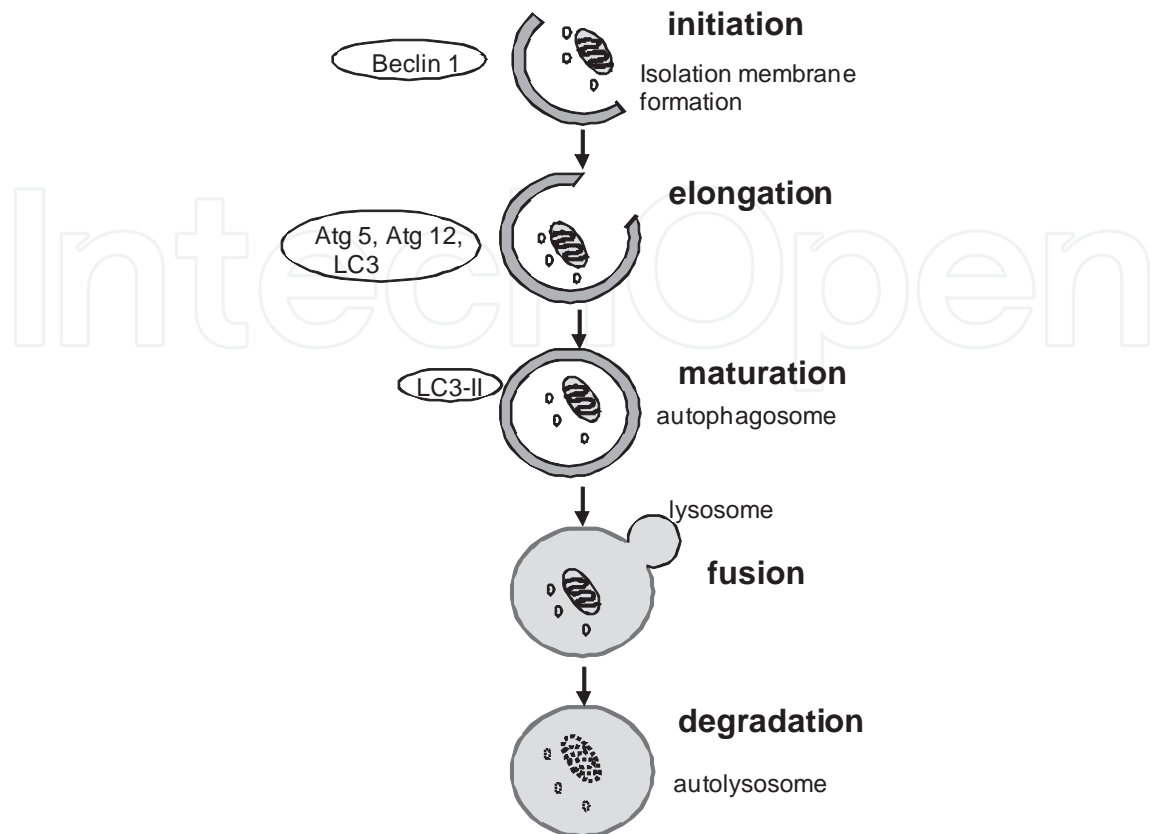 initiation
Beclin 1
Isolation membrane
formation
elongation
Atg 5, Atg 12,
LC3
IntechOpen
maturation
LC3-II
autophagosome
lysosome
fusion
degradation
autolysosome